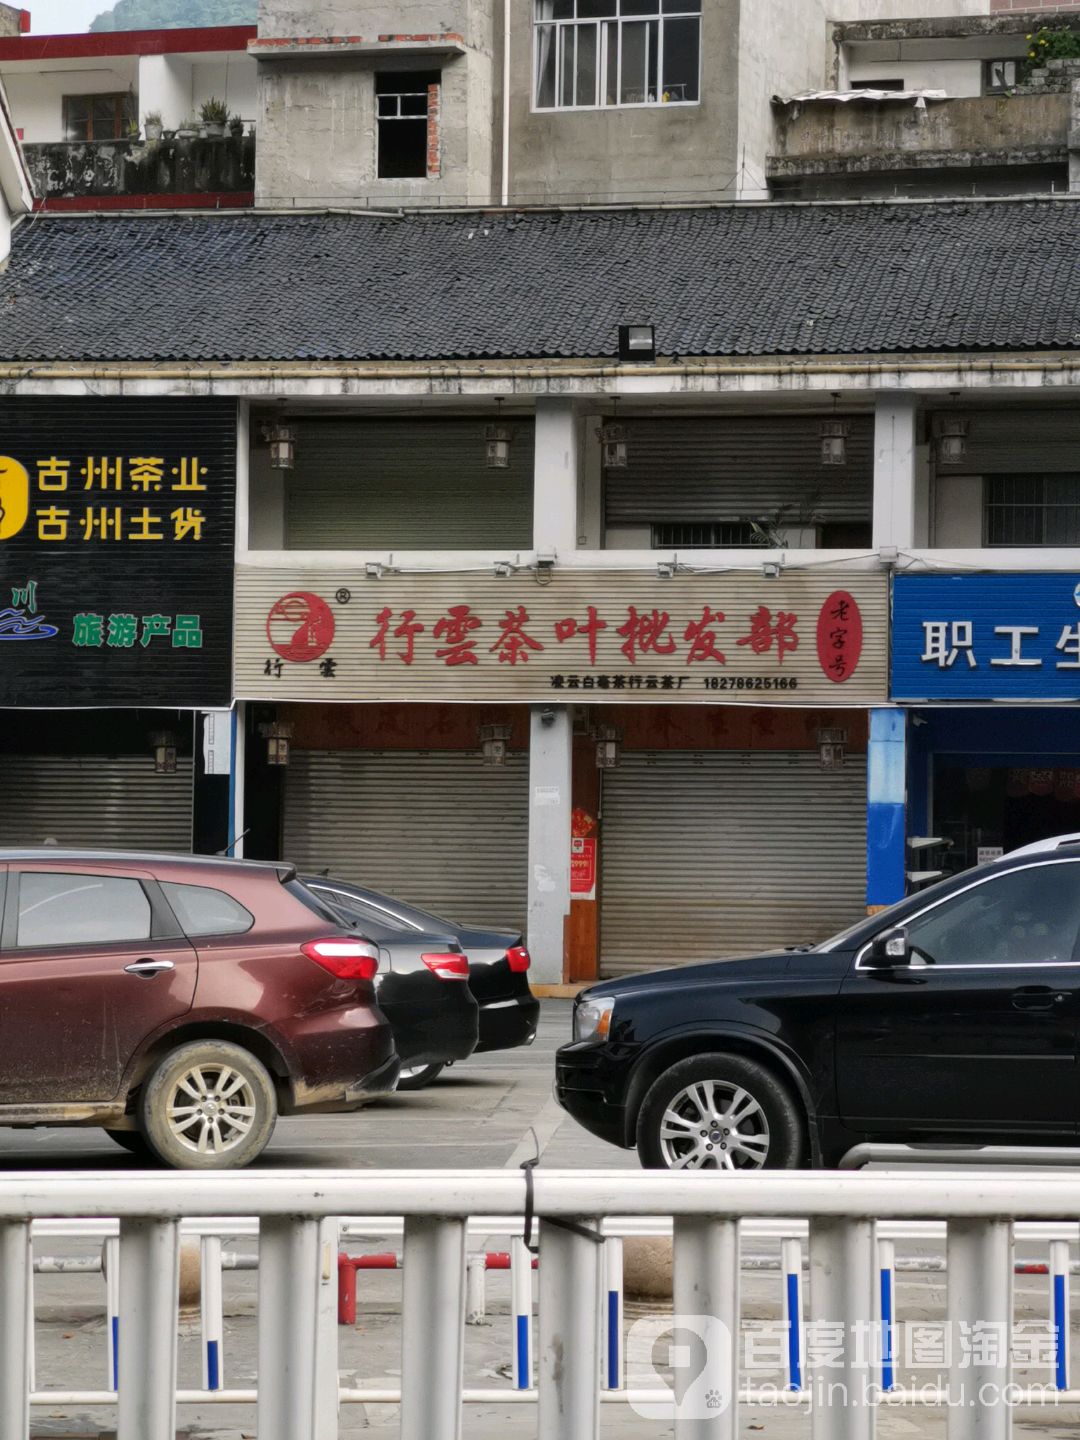 古州茶业
古州土货
川
旅游产品
®
行雲
行雲茶叶批发部
老字号
凌云白毫茶行云茶厂 18278625166
职工生
百度地图淘金
taojin.baidu.com